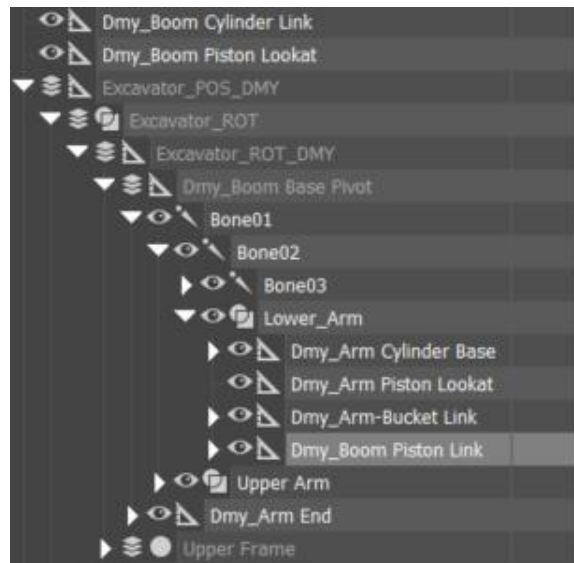 Dmy_Boom Cylinder Link
Dmy_Boom Piston Lookat
Excavator_POS_DMY
Excavator_ROT
Excavator_ROT_DMY
Dmy_Boom Base Pivot
Bone01
Bone02
Bone03
Lower_Arm
Dmy_Arm Cylinder Base
Dmy_Arm Piston Lookat
Dmy_Arm-Bucket Link
Dmy_Boom Piston Link
Upper Arm
Dmy_Arm End
Upper Frame